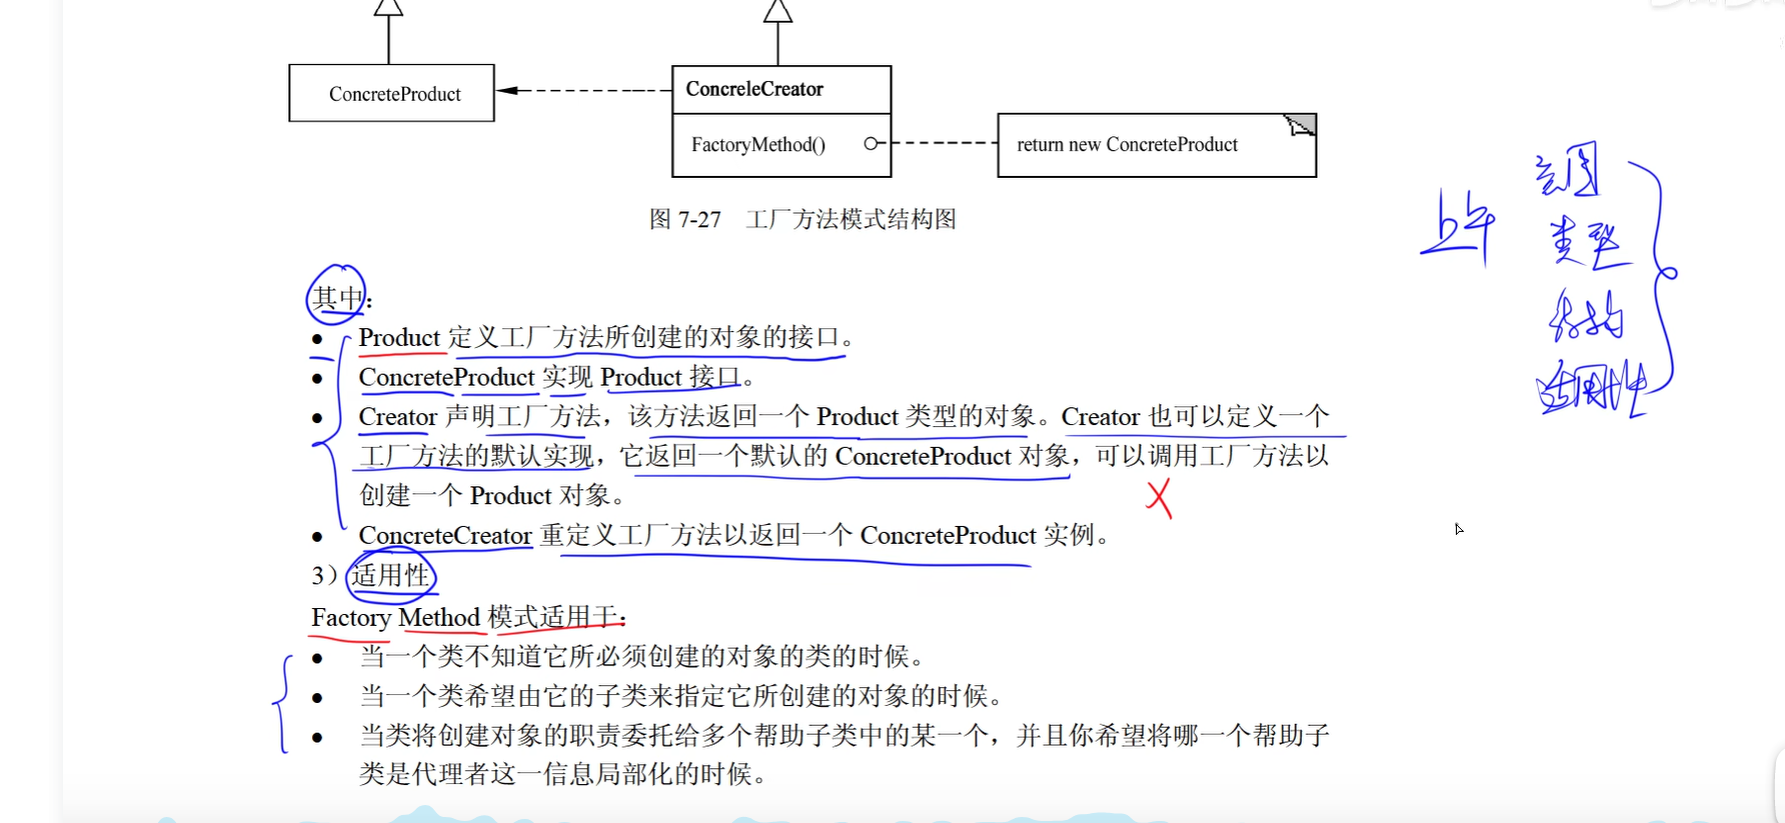 ConcreteProduct
ConcreleCreator
FactoryMethod()
return new ConcreteProduct
图 7-27 工厂方法模式结构图
其中：
● Product 定义工厂方法所创建的对象的接口。
● ConcreteProduct 实现 Product 接口。
● Creator 声明工厂方法，该方法返回一个 Product 类型的对象。Creator 也可以定义一个
工厂方法的默认实现，它返回一个默认的 ConcreteProduct 对象，可以调用工厂方法以
创建一个 Product 对象。
● ConcreteCreator 重定义工厂方法以返回一个 ConcreteProduct 实例。
3）适用性
Factory Method 模式适用于：
● 当一个类不知道它所必须创建的对象的类的时候。
● 当一个类希望由它的子类来指定它所创建的对象的时候。
● 当类将创建对象的职责委托给多个帮助子类中的某一个，并且你希望将哪一个帮助子
类是代理者这一信息局部化的时候。
上午
意图
类型
结构
适用性